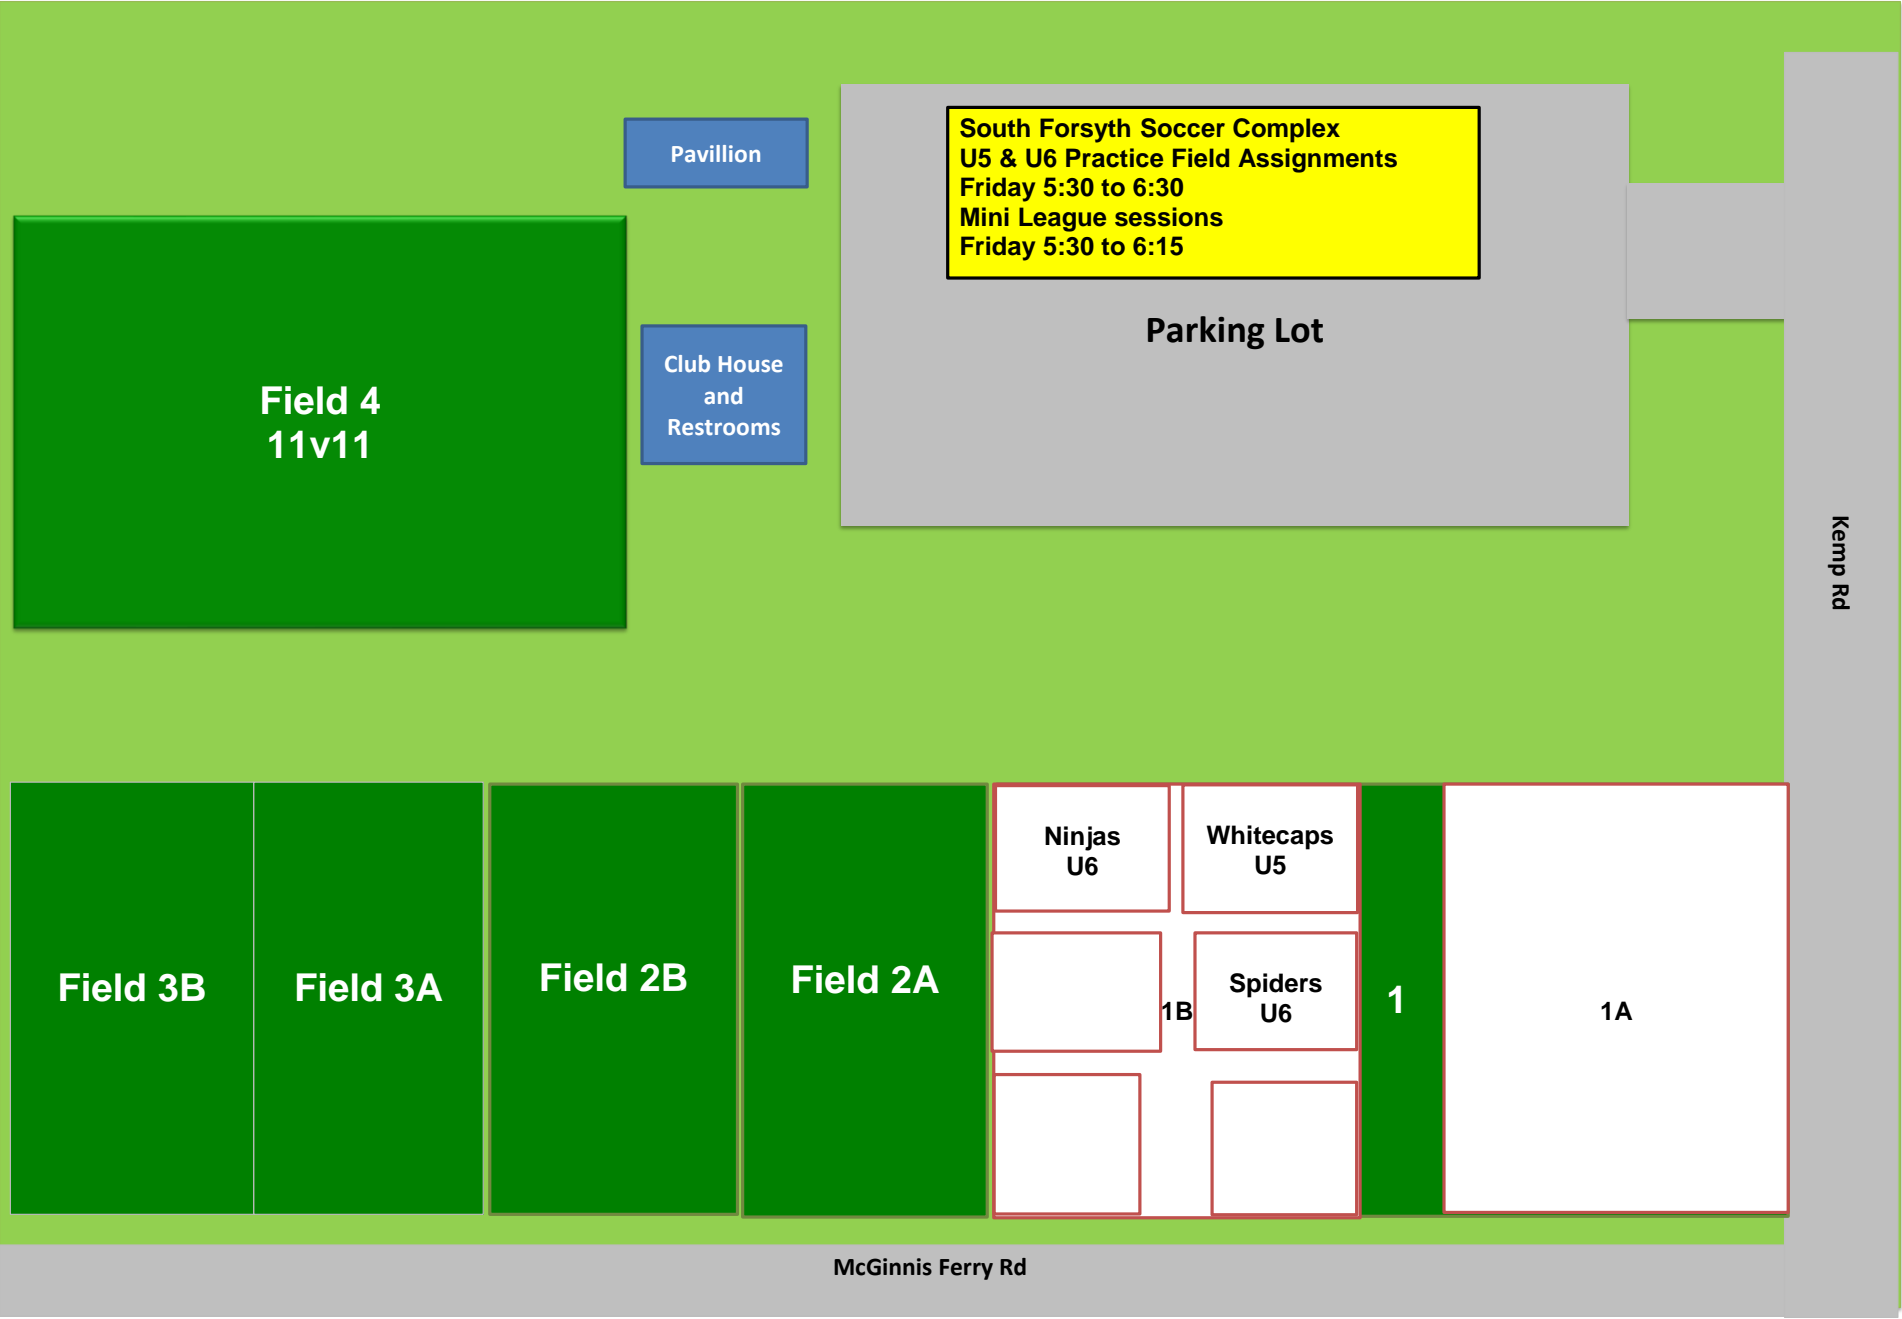 Pavillion
South Forsyth Soccer Complex
U5 & U6 Practice Field Assignments
Friday 5:30 to 6:30
Mini League sessions
Friday 5:30 to 6:15
Parking Lot
Club House
and
Restrooms
Field 4
11v11
Kemp Rd
Ninjas
U6
Whitecaps
U5
Field 3B
Field 3A
Field 2B
Field 2A
1B
Spiders
U6
1
1A
McGinnis Ferry Rd